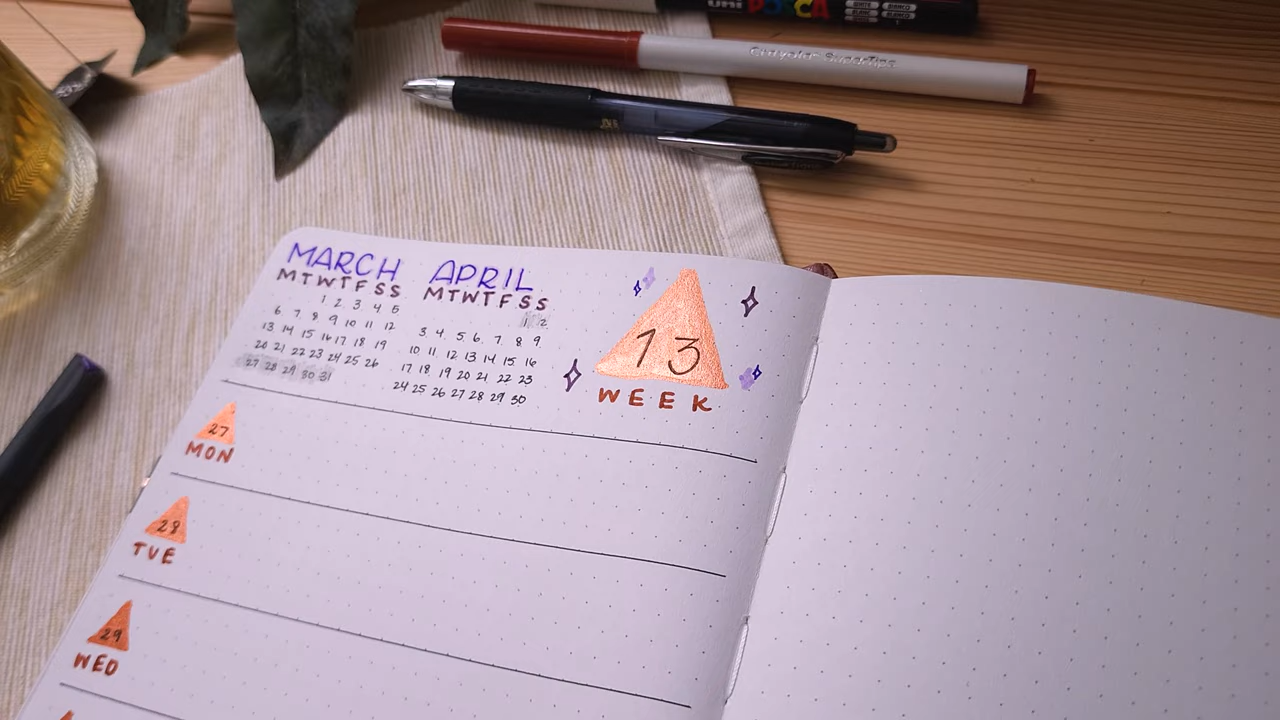 uni POSCA
Crayola SuperTips
MARCH
M T W T F S S
1 2 3 4 5
6 7 8 9 10 11 12
13 14 15 16 17 18 19
20 21 22 23 24 25 26
27 28 29 30 31
APRIL
M T W T F S S
1 2
3 4 5 6 7 8 9
10 11 12 13 14 15 16
17 18 19 20 21 22 23
24 25 26 27 28 29 30
13
WEEK
27
MON
28
TUE
29
WED